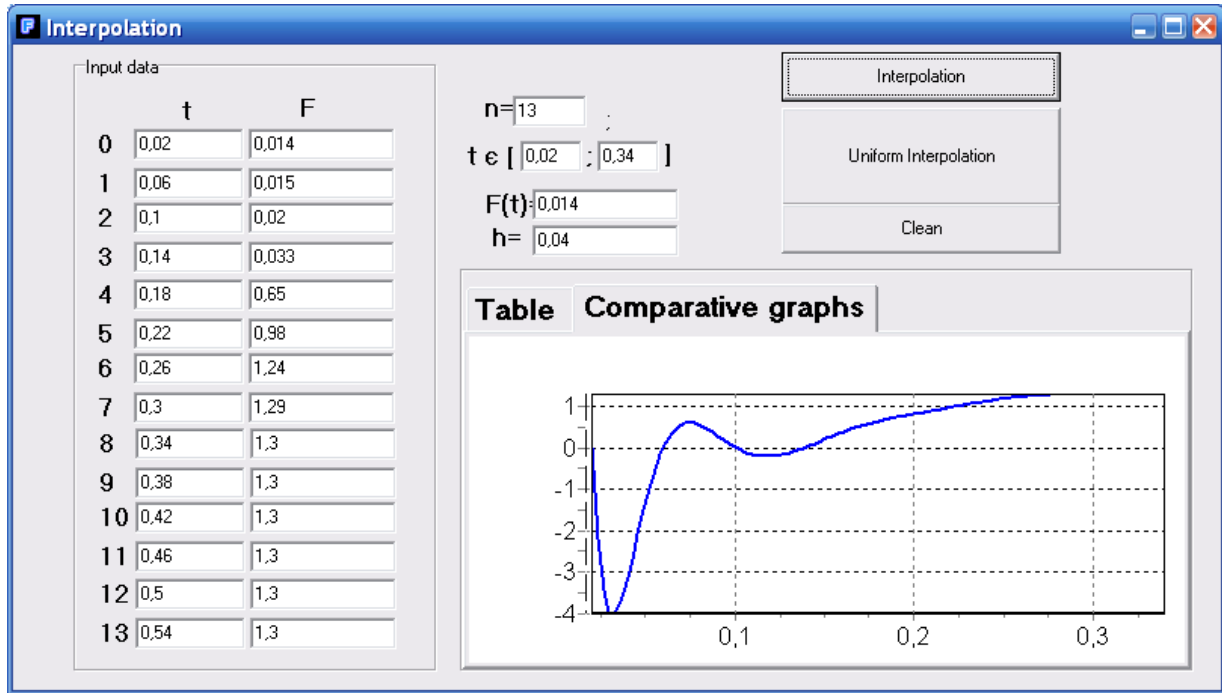 Interpolation
Input data
t F
0 0,02 0,014
1 0,06 0,015
2 0,1 0,02
3 0,14 0,033
4 0,18 0,65
5 0,22 0,98
6 0,26 1,24
7 0,3 1,29
8 0,34 1,3
9 0,38 1,3
10 0,42 1,3
11 0,46 1,3
12 0,5 1,3
13 0,54 1,3
n= 13 ;
t є [ 0,02 ; 0,34 ]
F(t)= 0,014
h= 0,04
Interpolation
Uniform Interpolation
Clean
Table Comparative graphs
1
0
-1
-2
-3
-4
0,1 0,2 0,3